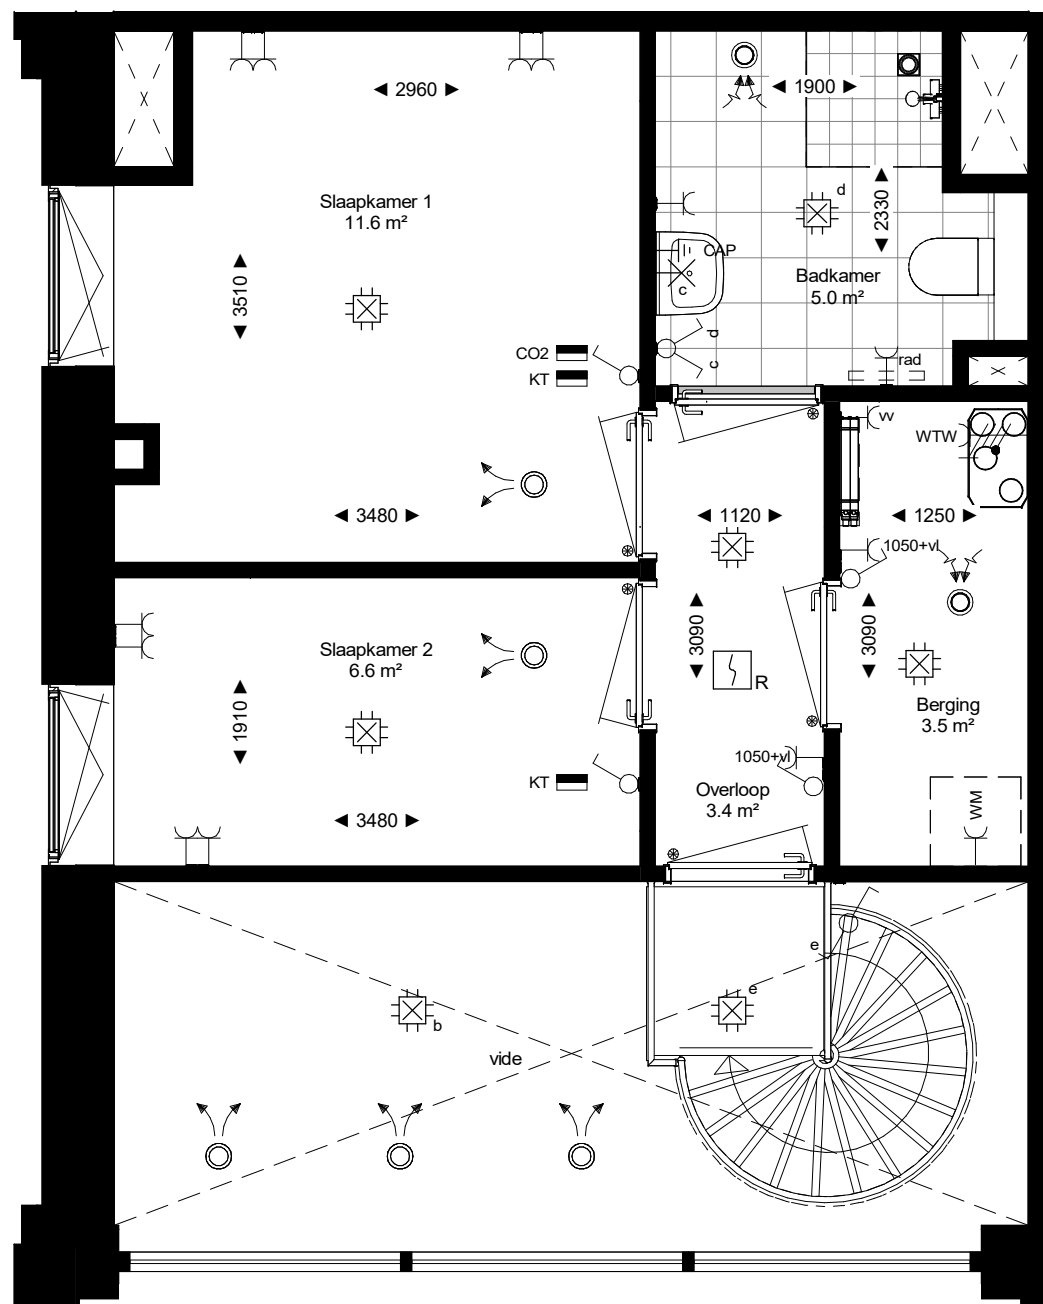 ◄ 2960 ►
◄ 1900 ►
Slaapkamer 1
11.6 m²
d
◄ 2330 ►
CAP
c
Badkamer
5.0 m²
◄ 3510 ►
d
c
CO2
KT
rad
vv
WTW
◄ 3480 ►
◄ 1120 ►
◄ 1250 ►
1050+vl
◄ 3090 ►
◄ 3090 ►
Slaapkamer 2
6.6 m²
R
◄ 1910 ►
Berging
3.5 m²
1050+vl
KT
Overloop
3.4 m²
WM
◄ 3480 ►
e
e
b
vide